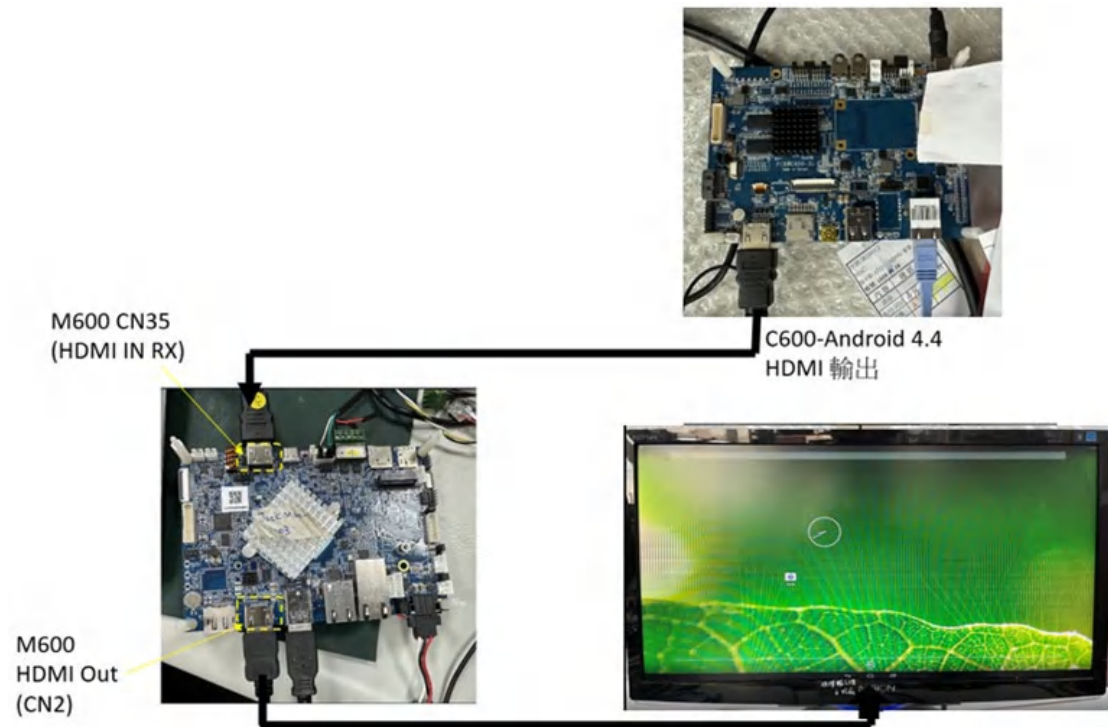 C600-Android 4.4
HDMI 輸出
M600 CN35
(HDMI IN RX)
M600
HDMI Out
(CN2)